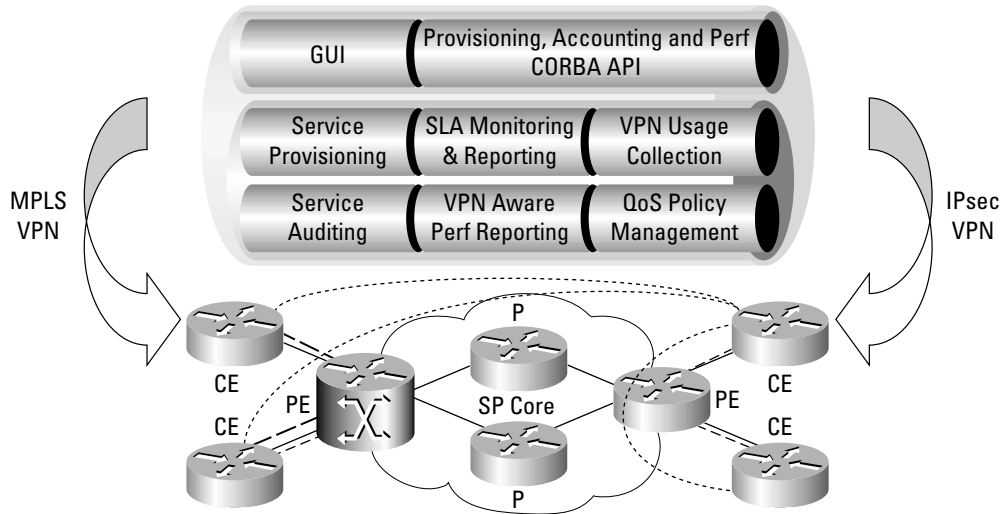 GUI
Provisioning, Accounting and Perf
CORBA API
Service
Provisioning
SLA Monitoring
& Reporting
VPN Usage
Collection
Service
Auditing
VPN Aware
Perf Reporting
QoS Policy
Management
MPLS
VPN
IPsec
VPN
P
CE
CE
PE
SP Core
PE
CE
CE
P